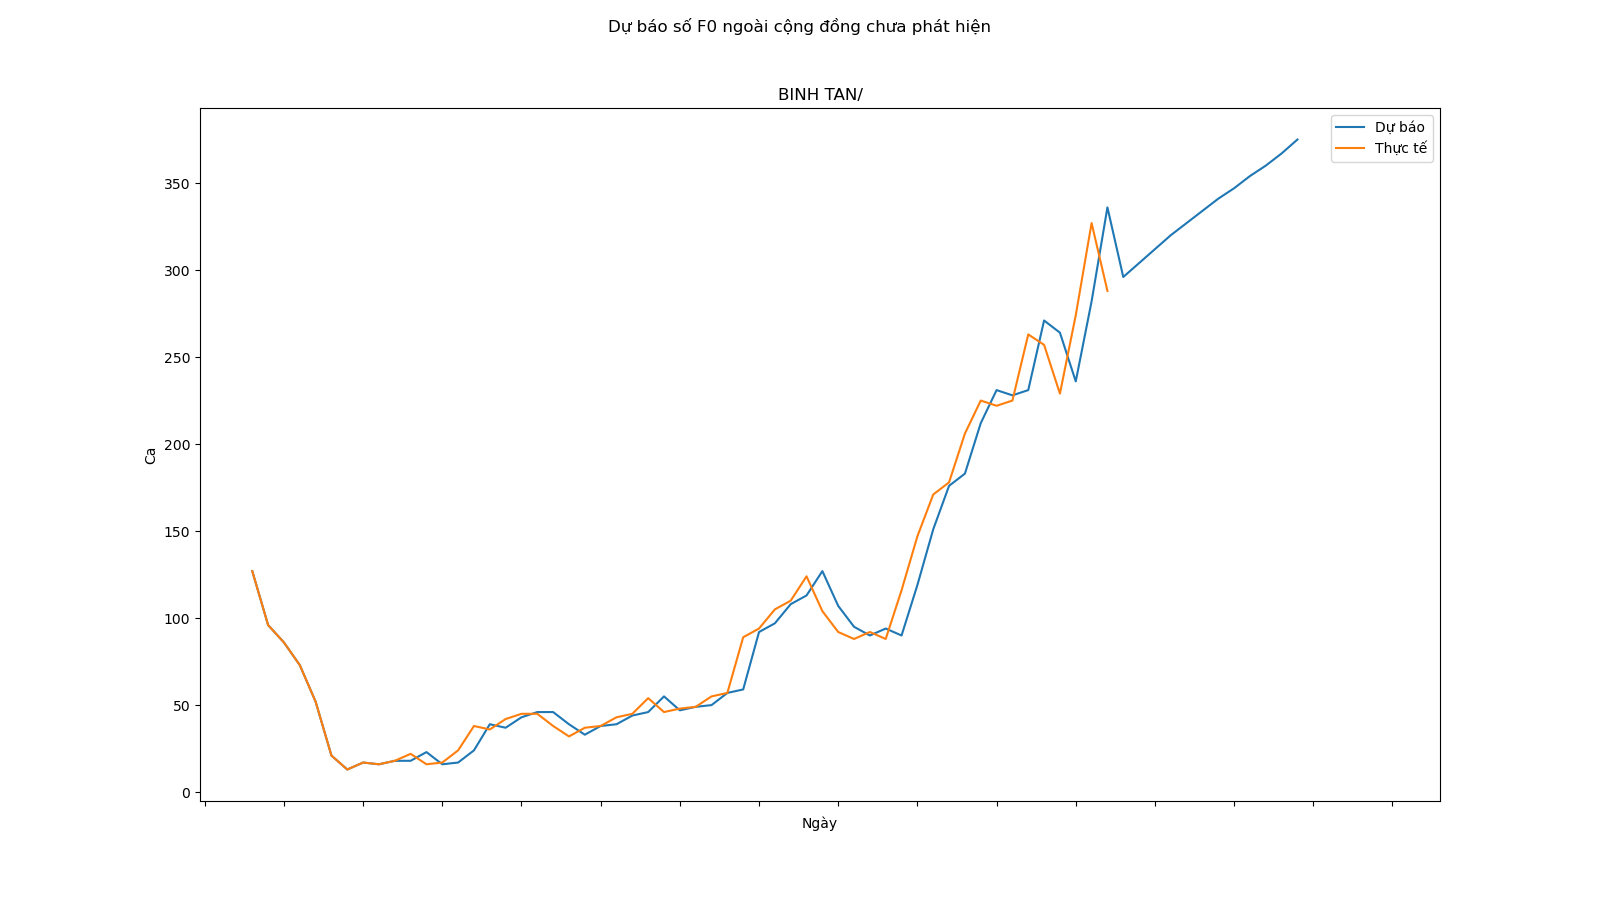 Dự báo số F0 ngoài cộng đồng chưa phát hiện
BINH TAN/
Dự báo
Thực tế
350
300
250
200
150
100
50
0
Ca
Ngày